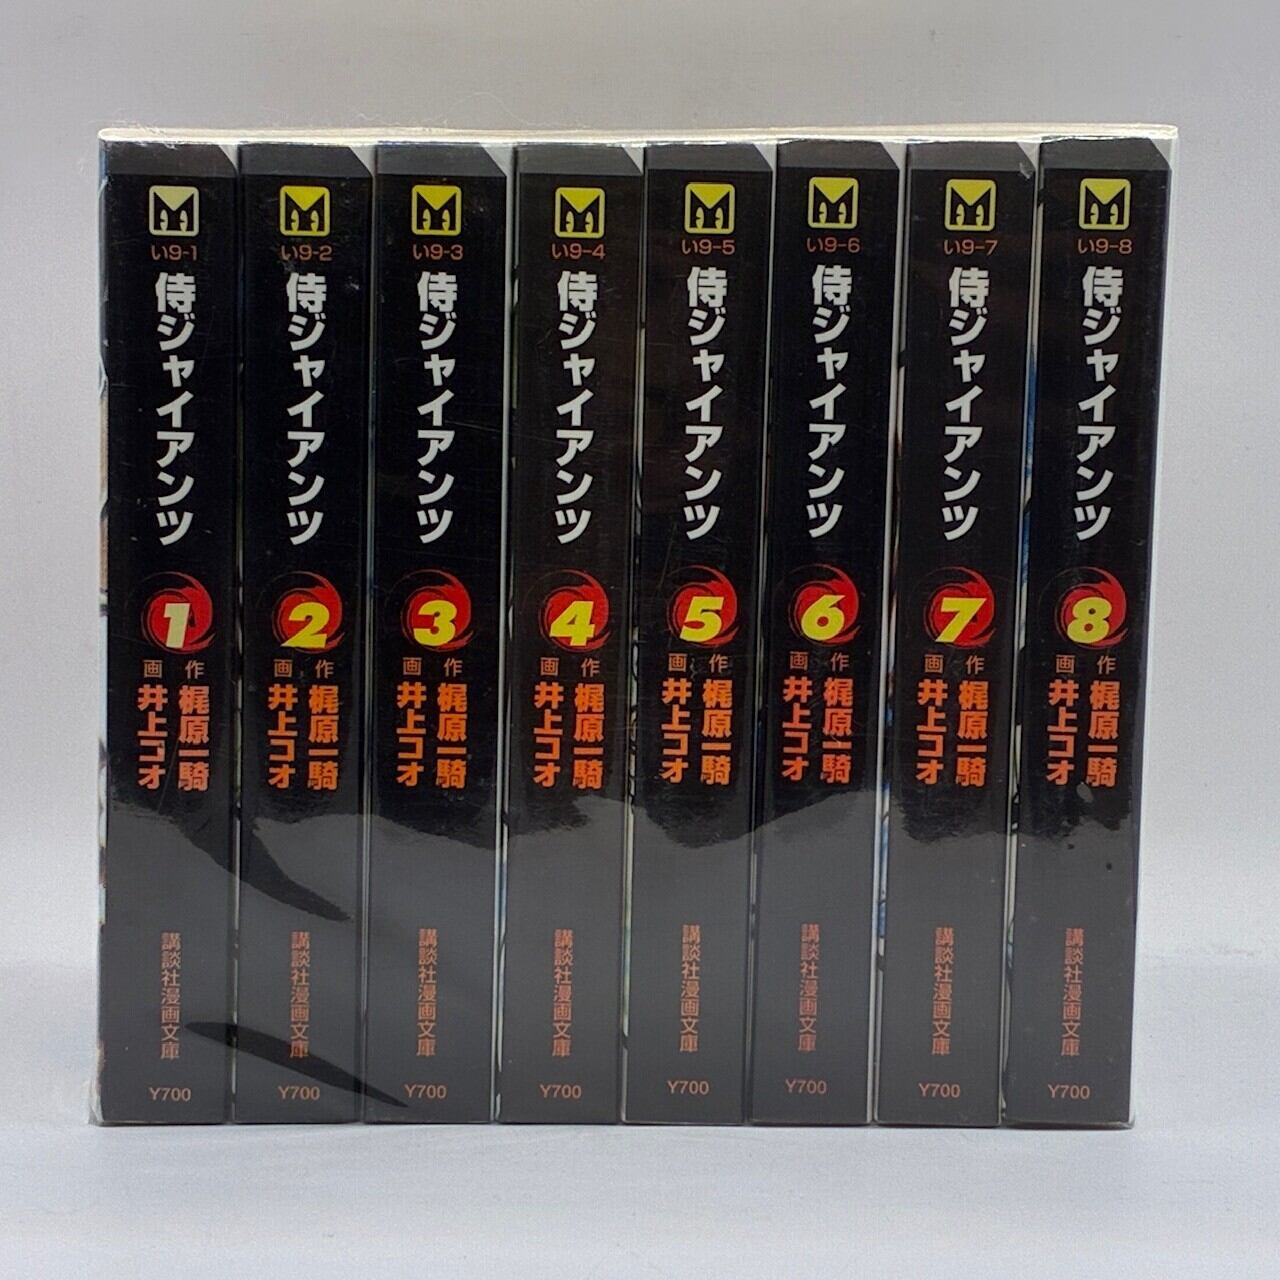 い9-1
侍ジャイアンツ
1
作 梶原一騎
画 井上コオ
講談社漫画文庫
Y700
い9-2
侍ジャイアンツ
2
作 梶原一騎
画 井上コオ
講談社漫画文庫
Y700
い9-3
侍ジャイアンツ
3
作 梶原一騎
画 井上コオ
講談社漫画文庫
Y700
い9-4
侍ジャイアンツ
4
作 梶原一騎
画 井上コオ
講談社漫画文庫
Y700
い9-5
侍ジャイアンツ
5
作 梶原一騎
画 井上コオ
講談社漫画文庫
Y700
い9-6
侍ジャイアンツ
6
作 梶原一騎
画 井上コオ
講談社漫画文庫
Y700
い9-7
侍ジャイアンツ
7
作 梶原一騎
画 井上コオ
講談社漫画文庫
Y700
い9-8
侍ジャイアンツ
8
作 梶原一騎
画 井上コオ
講談社漫画文庫
Y700